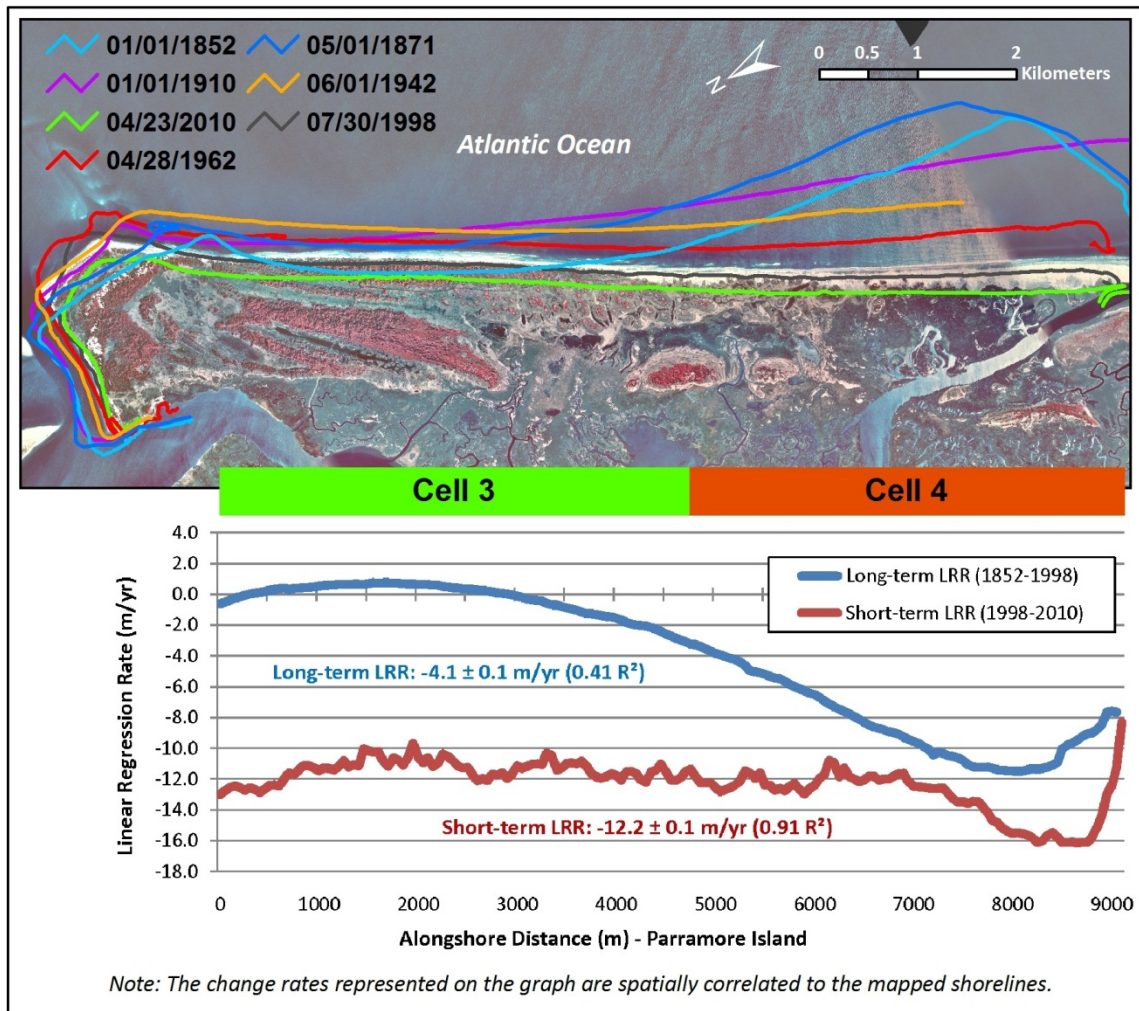 01/01/1852 05/01/1871
01/01/1910 06/01/1942
04/23/2010 07/30/1998
04/28/1962
N
0 0.5 1 2
Kilometers
Atlantic Ocean
Cell 3 Cell 4
4.0
2.0
0.0
-2.0
-4.0
-6.0
-8.0
-10.0
-12.0
-14.0
-16.0
-18.0
Linear Regression Rate (m/yr)
Long-term LRR (1852-1998)
Short-term LRR (1998-2010)
Long-term LRR: -4.1 ± 0.1 m/yr (0.41 R²)
Short-term LRR: -12.2 ± 0.1 m/yr (0.91 R²)
0 1000 2000 3000 4000 5000 6000 7000 8000 9000
Alongshore Distance (m) - Parramore Island
Note: The change rates represented on the graph are spatially correlated to the mapped shorelines.